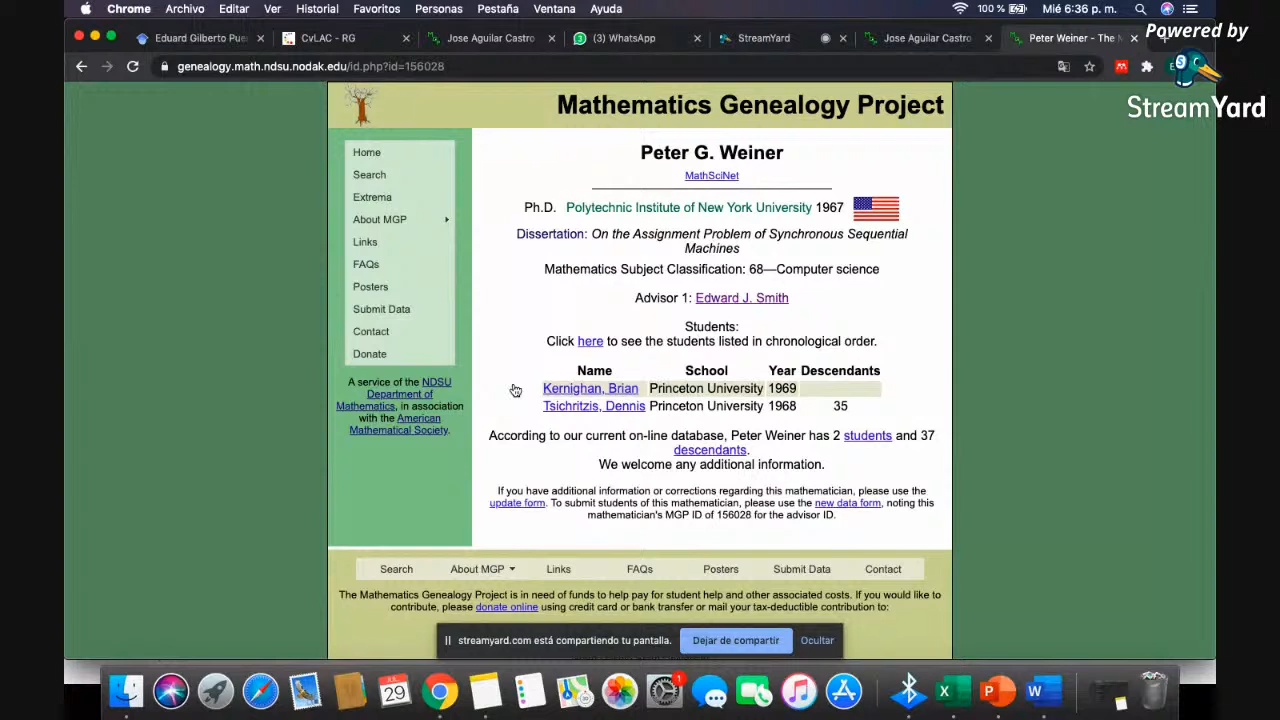 Chrome Archivo Editar Ver Historial Favoritos Personas Pestaña Ventana Ayuda 100 % Mié 6:36 p. m.
Powered by
StreamYard
Eduard Gilberto Pue CvLAC - RG Jose Aguilar Castro (3) WhatsApp StreamYard Jose Aguilar Castro Peter Weiner - The M
genealogy.math.ndsu.nodak.edu/id.php?id=156028
Mathematics Genealogy Project
Home
Search
Extrema
About MGP
Links
FAQs
Posters
Submit Data
Contact
Donate
A service of the NDSU
Department of
Mathematics, in association
with the American
Mathematical Society.
Peter G. Weiner
MathSciNet
Ph.D. Polytechnic Institute of New York University 1967
Dissertation: On the Assignment Problem of Synchronous Sequential
Machines
Mathematics Subject Classification: 68—Computer science
Advisor 1: Edward J. Smith
Students:
Click here to see the students listed in chronological order.
Name School Year Descendants
Kernighan, Brian Princeton University 1969
Tsichritzis, Dennis Princeton University 1968 35
According to our current on-line database, Peter Weiner has 2 students and 37
descendants.
We welcome any additional information.
If you have additional information or corrections regarding this mathematician, please use the
update form. To submit students of this mathematician, please use the new data form, noting this
mathematician's MGP ID of 156028 for the advisor ID.
Search About MGP Links FAQs Posters Submit Data Contact
The Mathematics Genealogy Project is in need of funds to help pay for student help and other associated costs. If you would like to
contribute, please donate online using credit card or bank transfer or mail your tax-deductible contribution to:
streamyard.com está compartiendo tu pantalla. Dejar de compartir Ocultar
JUL
29
1
X
P
W